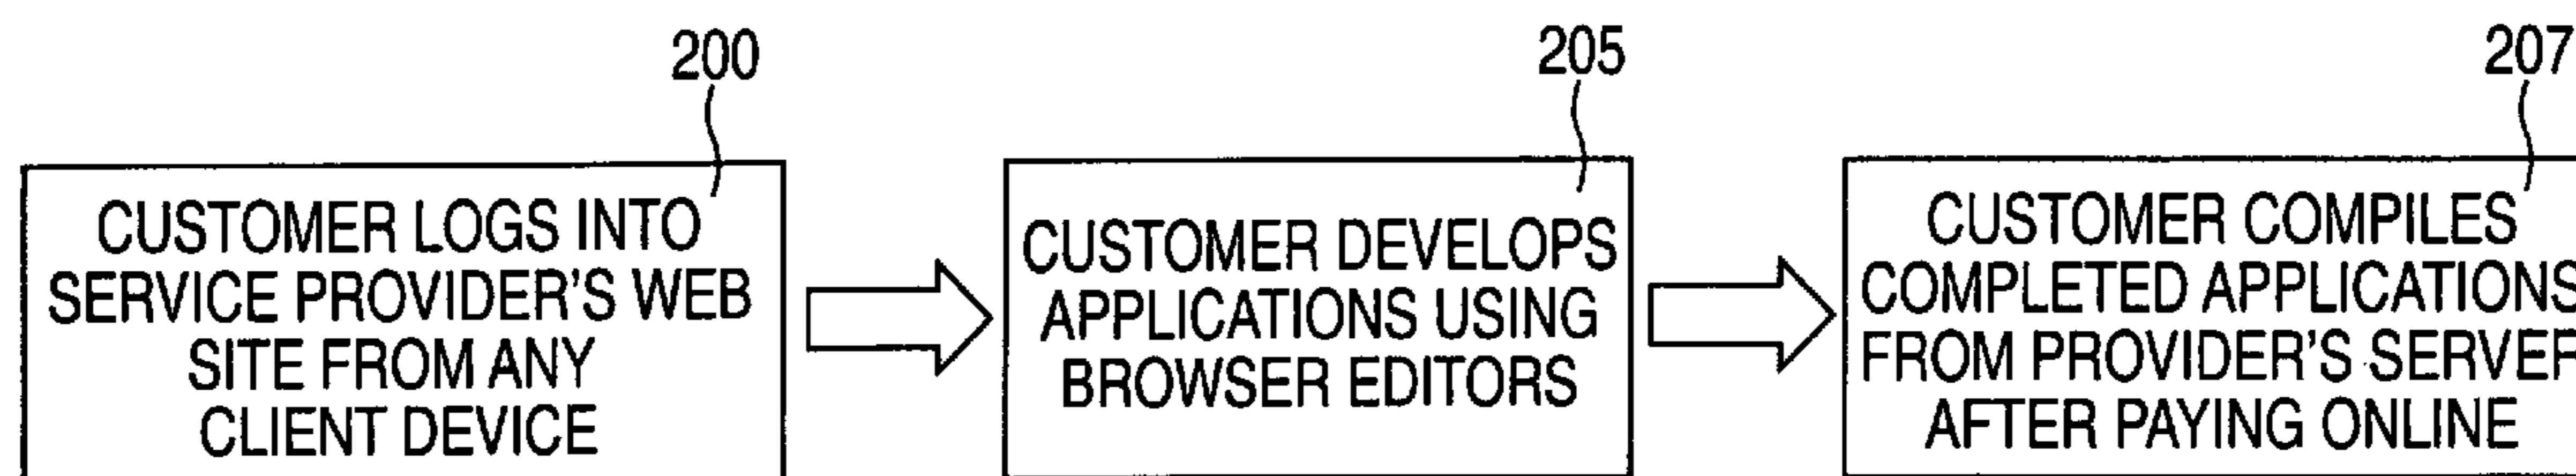 200
205
207
CUSTOMER LOGS INTO
SERVICE PROVIDER'S WEB
SITE FROM ANY
CLIENT DEVICE
CUSTOMER DEVELOPS
APPLICATIONS USING
BROWSER EDITORS
CUSTOMER COMPILES
COMPLETED APPLICATIONS
FROM PROVIDER'S SERVER
AFTER PAYING ONLINE